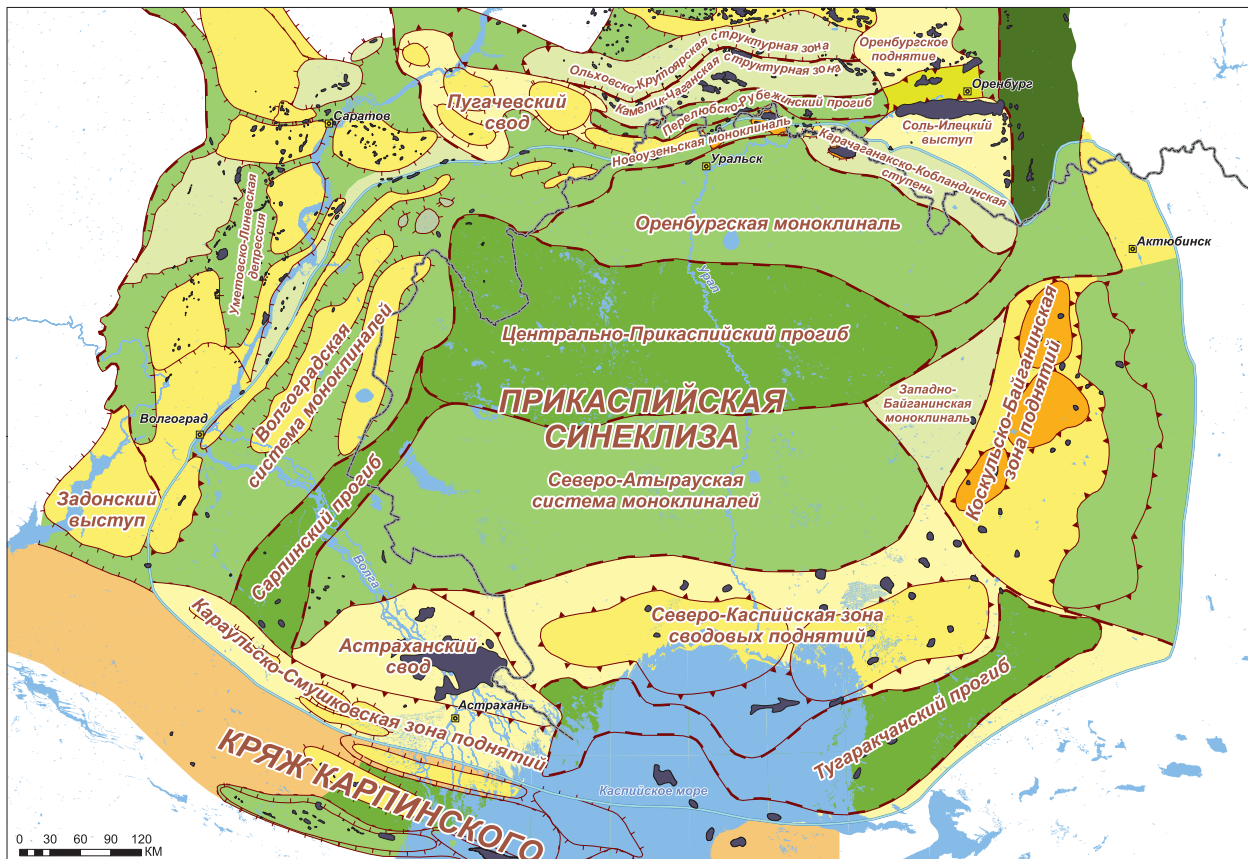 Ольховско-Крутоярская структурная зона
Камелик-Чаганская структурная зона
Оренбургское
поднятие
Оренбург
Перелюбско-Рубежинский прогиб
Пугачевский
свод
Саратов
Соль-Илецкий
выступ
Новоузеньская моноклиналь
Уральск
Карачаганакско-Кобландинская
ступень
Уметовско-Линевская
депрессия
Оренбургская моноклиналь
Актюбинск
Урал
Центрально-Прикаспийский прогиб
Волгоградская
система моноклиналей
Коскульско-Байганинская
зона поднятий
Западно-
Байганинская
моноклиналь
ПРИКАСПИЙСКАЯ
СИНЕКЛИЗА
Волгоград
Северо-Атырауская
система моноклиналей
Задонский
выступ
Сарпинский прогиб
Волга
Караульско-Смушковская зона поднятий
Астраханский
свод
Северо-Каспийская зона
сводовых поднятий
Астрахань
Тугаракчанский прогиб
КРЯЖ КАРПИНСКОГО
Каспийское море
0 30 60 90 120
КМ